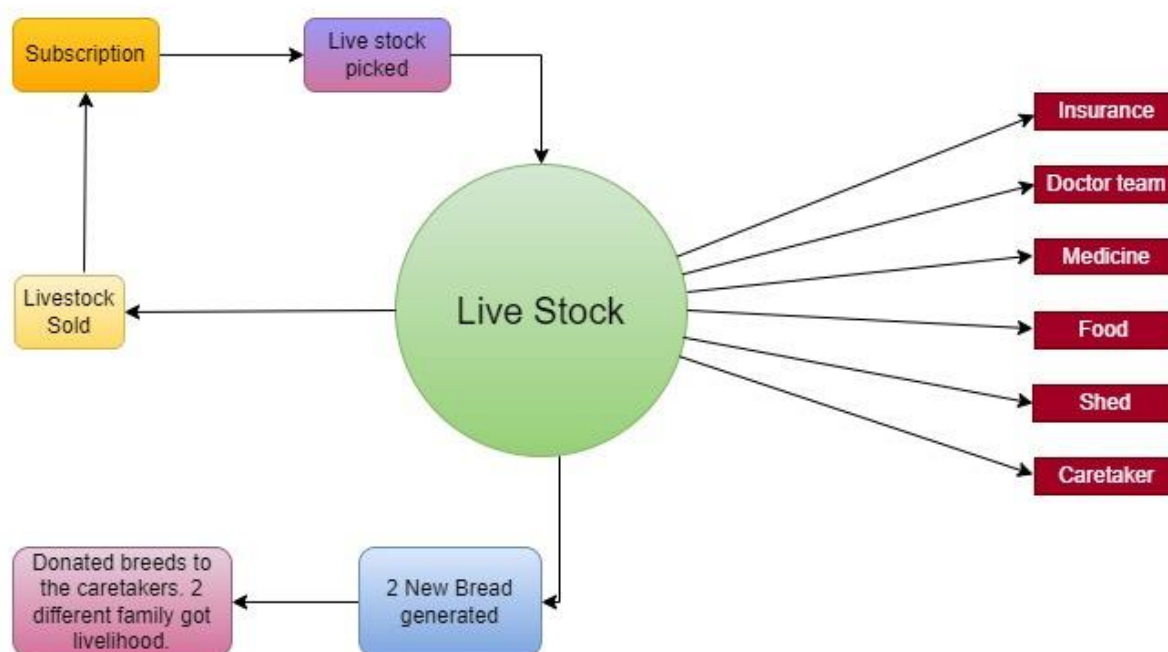 Subscription
Live stock
picked
Insurance
Doctor team
Medicine
Food
Shed
Caretaker
Live Stock
Livestock
Sold
Donated breeds to
the caretakers. 2
different family got
livelihood.
2 New Bread
generated